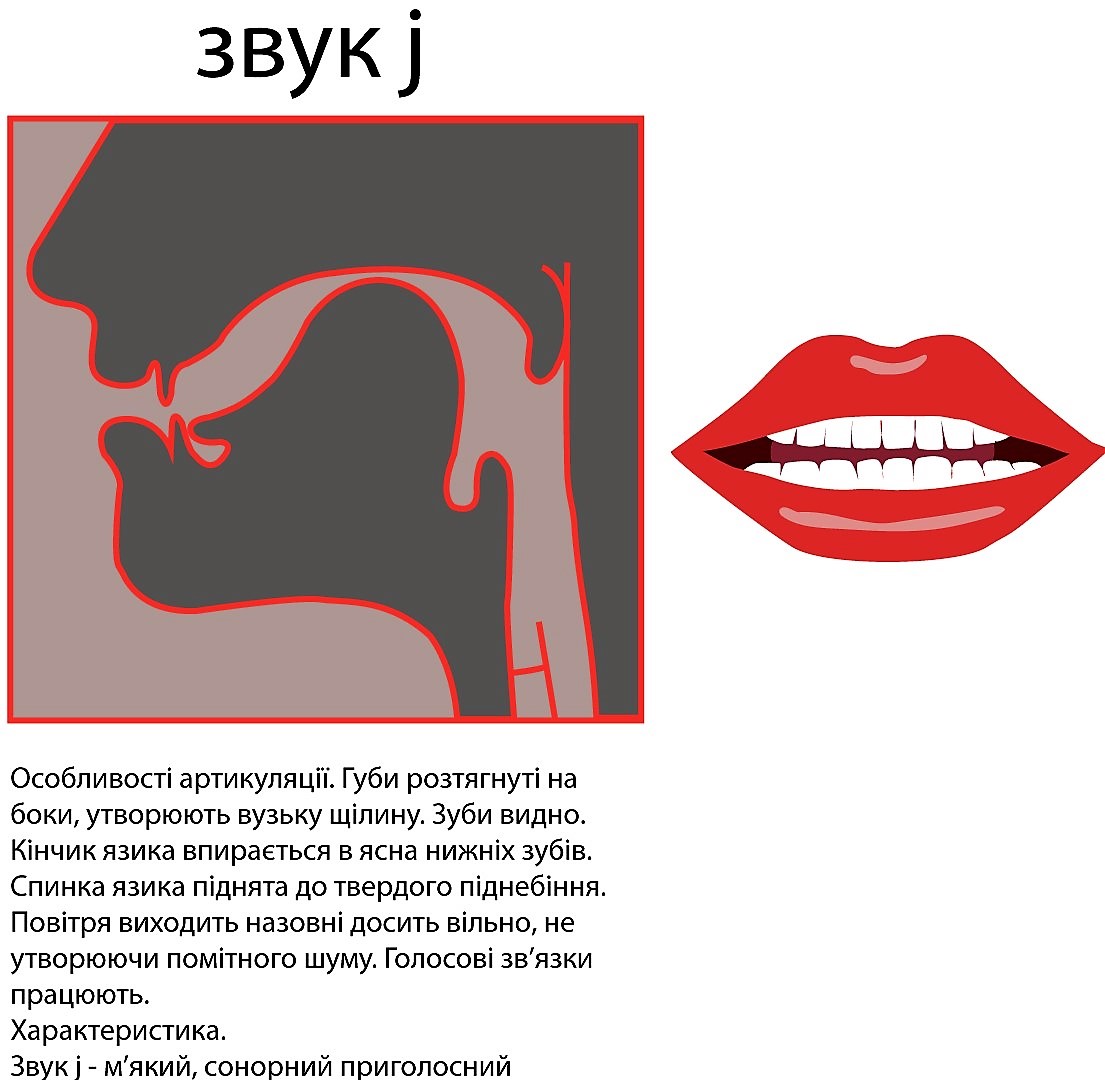 звук j
Особливості артикуляції. Губи розтягнуті на
боки, утворюють вузьку щілину. Зуби видно.
Кінчик язика впирається в ясна нижніх зубів.
Спинка язика піднята до твердого піднебіння.
Повітря виходить назовні досить вільно, не
утворюючи помітного шуму. Голосові зв’язки
працюють.
Характеристика.
Звук j - м’який, сонорний приголосний